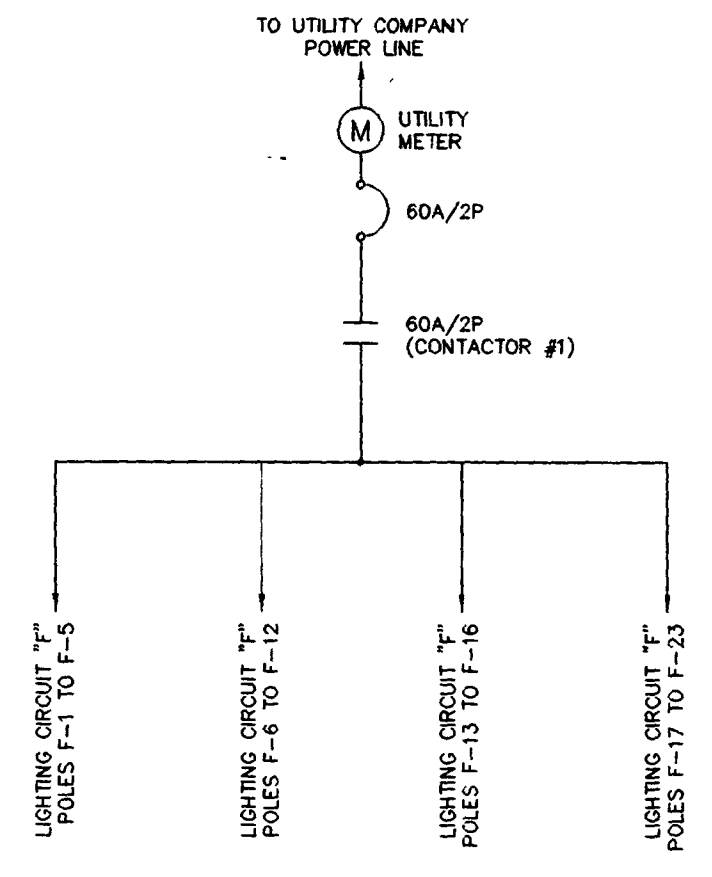 TO UTILITY COMPANY
POWER LINE
M
UTILITY
METER
60A/2P
60A/2P
(CONTACTOR #1)
LIGHTING CIRCUIT "F"
POLES F-1 TO F-5
LIGHTING CIRCUIT "F"
POLES F-6 TO F-12
LIGHTING CIRCUIT "F"
POLES F-13 TO F-16
LIGHTING CIRCUIT "F"
POLES F-17 TO F-23